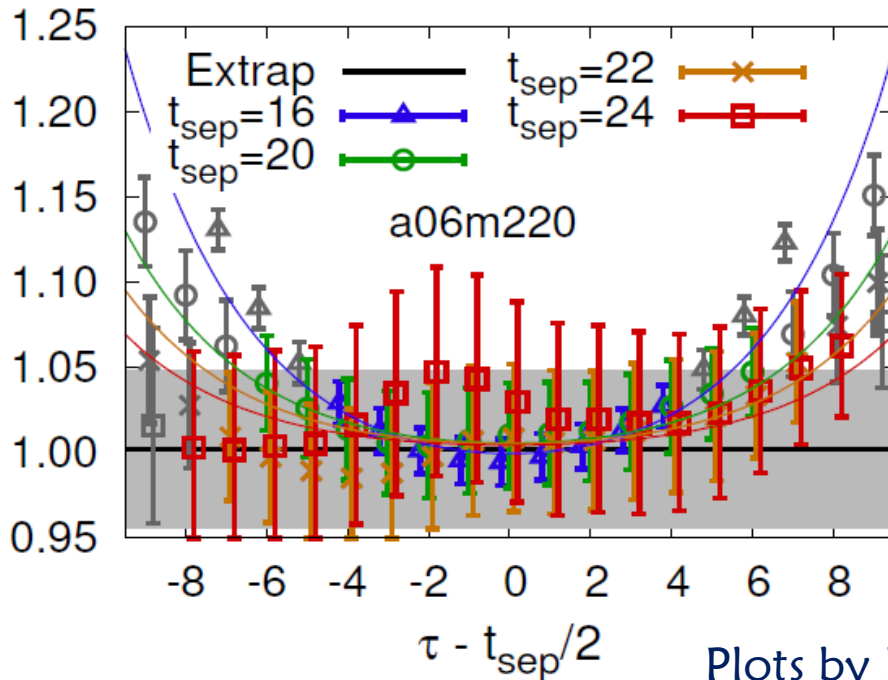 1.25
1.20
1.15
1.10
1.05
1.00
0.95
Extrap
t_sep=16
t_sep=20
t_sep=22
t_sep=24
a06m220
-8 -6 -4 -2 0 2 4 6 8
τ - t_sep/2
Plots by